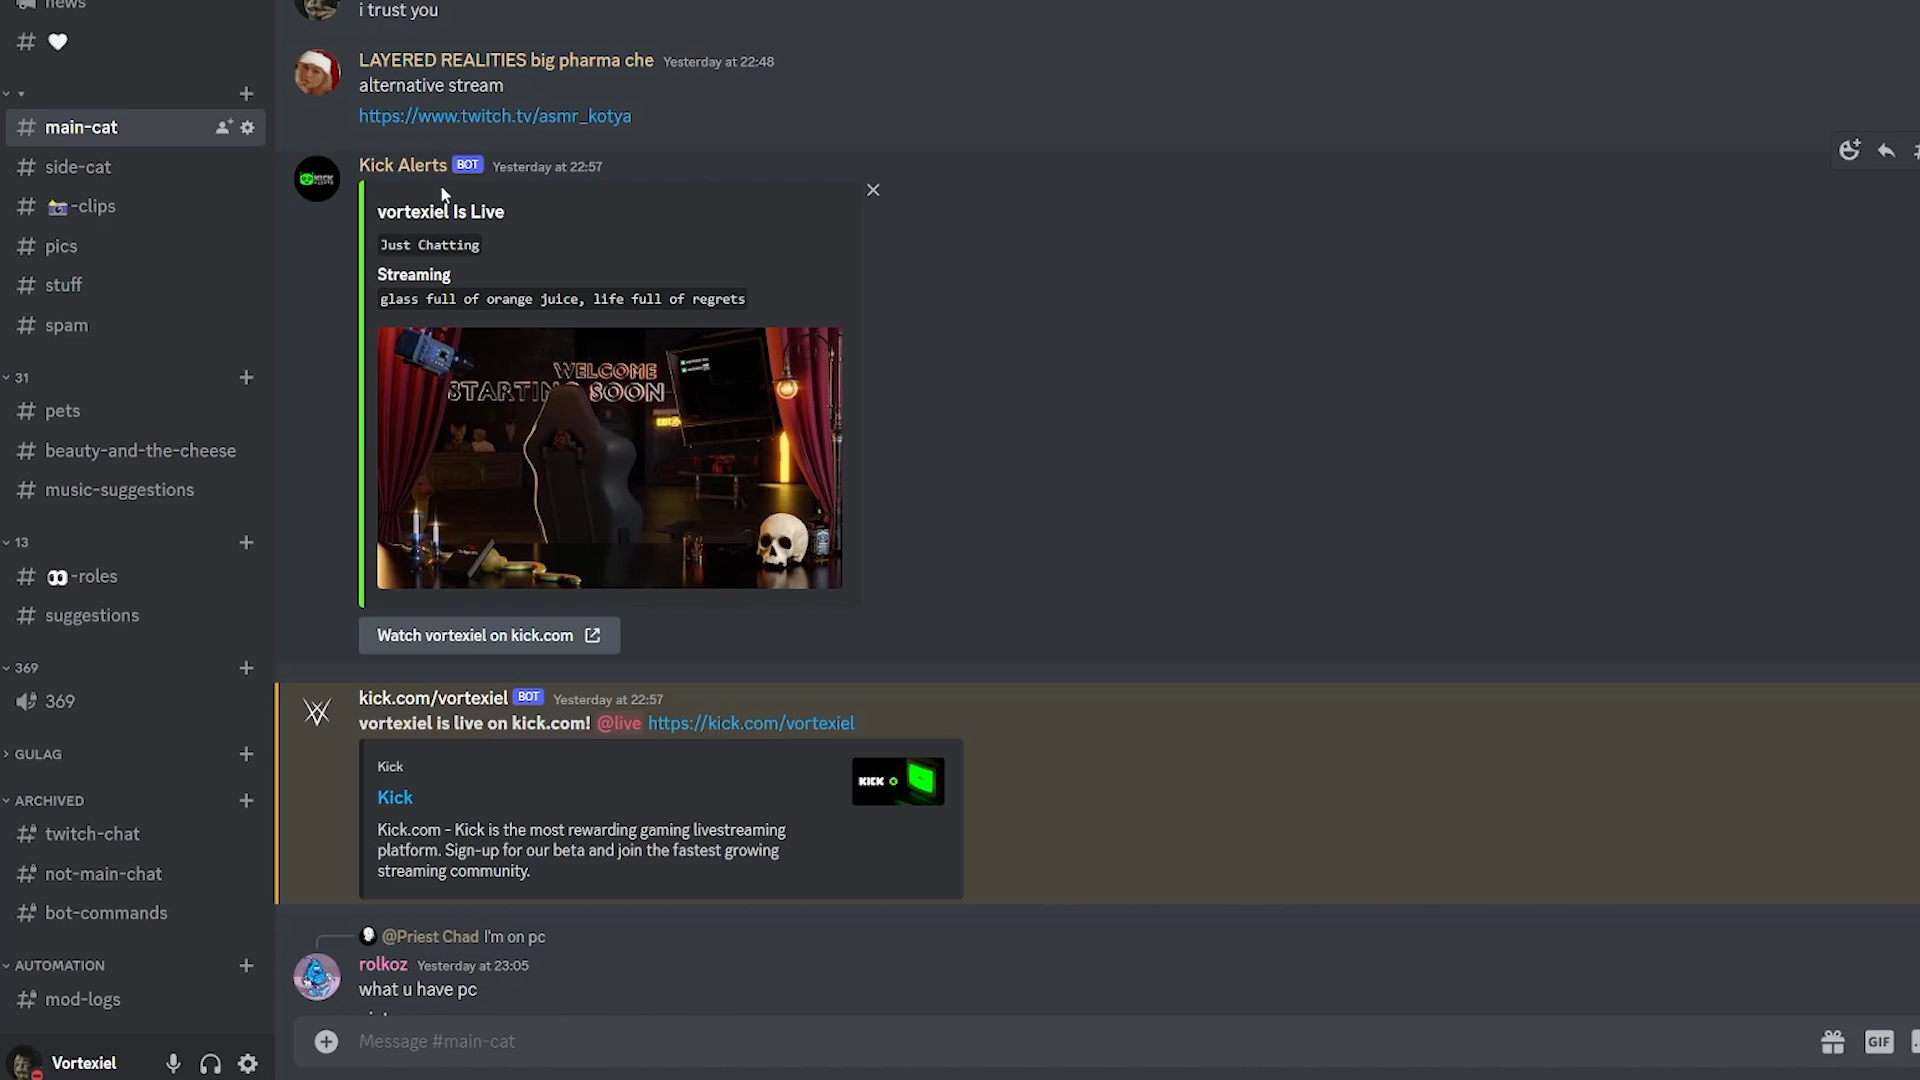 news
main-cat
side-cat
-clips
pics
stuff
spam
31
pets
beauty-and-the-cheese
music-suggestions
13
-roles
suggestions
369
369
GULAG
ARCHIVED
twitch-chat
not-main-chat
bot-commands
AUTOMATION
mod-logs
Vortexiel
i trust you
LAYERED REALITIES big pharma che Yesterday at 22:48
alternative stream
https://www.twitch.tv/asmr_kotya
Kick Alerts BOT Yesterday at 22:57
vortexiel Is Live
Just Chatting
Streaming
glass full of orange juice, life full of regrets
WELCOME
STARTING SOON
EXIT
Watch vortexiel on kick.com
kick.com/vortexiel BOT Yesterday at 22:57
vortexiel is live on kick.com! @live https://kick.com/vortexiel
Kick
KICK
Kick
Kick.com - Kick is the most rewarding gaming livestreaming
platform. Sign-up for our beta and join the fastest growing
streaming community.
@Priest Chad I'm on pc
rolkoz Yesterday at 23:05
what u have pc
Message #main-cat
GIF